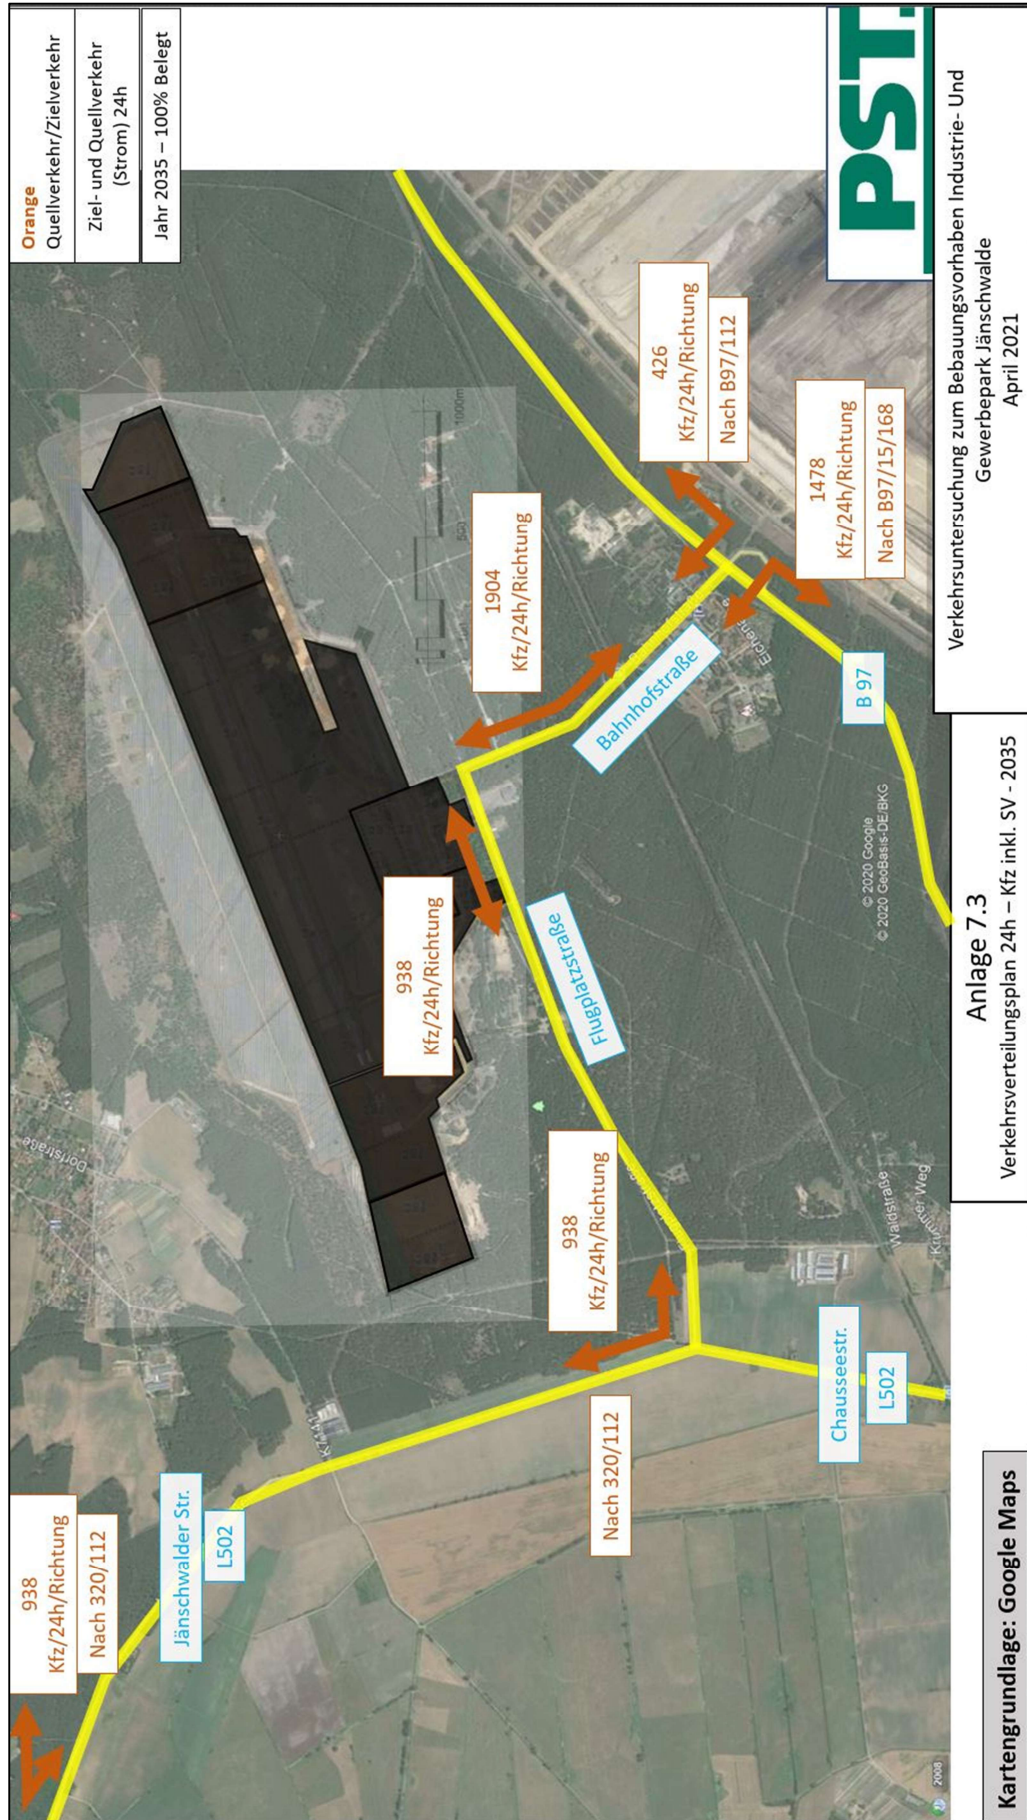 Orange
Quellverkehr/Zielverkehr
Ziel- und Quellverkehr
(Strom) 24h
Jahr 2035 – 100% Belegt
938
Kfz/24h/Richtung
Nach 320/112
Jänschwalder Str.
L502
Dorfstraße
938
Kfz/24h/Richtung
1904
Kfz/24h/Richtung
1000m
426
Kfz/24h/Richtung
Nach B97/112
1478
Kfz/24h/Richtung
Nach B97/15/168
938
Kfz/24h/Richtung
Nach 320/112
Flugplatzstraße
Bahnhofstraße
B 97
Chausseestr.
L502
Waldstraße
Krummer Weg
© 2020 Google
© 2020 GeoBasis-DE/BKG
2008
PST.
Kartengrundlage: Google Maps
Anlage 7.3
Verkehrsverteilungsplan 24h – Kfz inkl. SV - 2035
Verkehrsuntersuchung zum Bebauungsvorhaben Industrie- Und
Gewerbepark Jänschwalde
April 2021